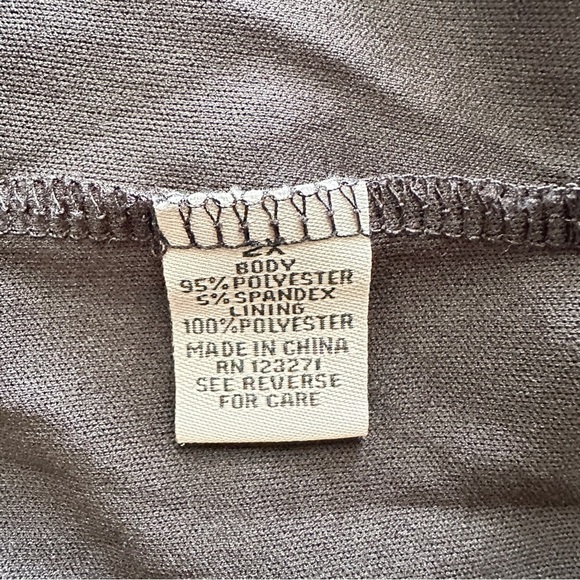 2X
BODY
95% POLYESTER
5% SPANDEX
LINING
100%POLYESTER
MADE IN CHINA
RN 123271
SEE REVERSE
FOR CARE